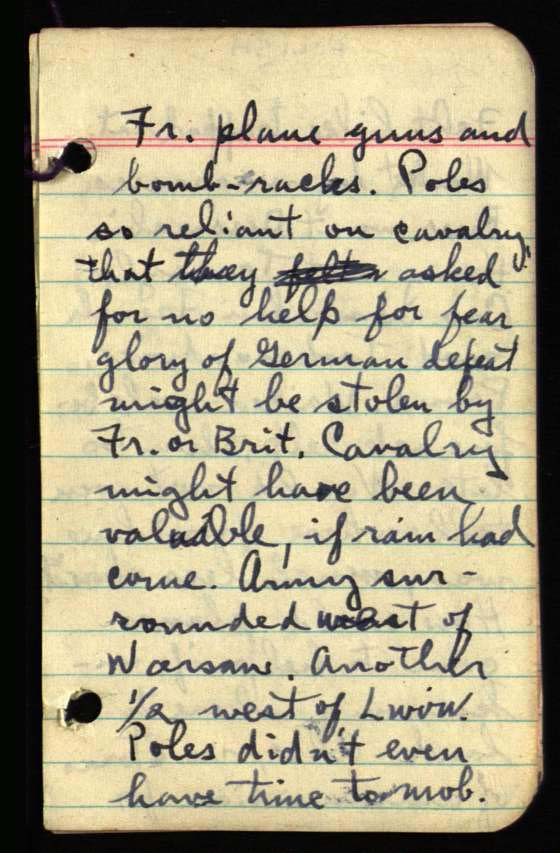 Fr. plane guns and
bomb-racks. Poles
so reliant on cavalry,
that they asked
for no help for fear
glory of German defeat
might be stolen by
Fr. or Brit. Cavalry
might have been
valuable, if rain had
come. Army sur-
rounded west of
Warsaw. Another
1/2 west of Lwow.
Poles didn't even
have time to mob.